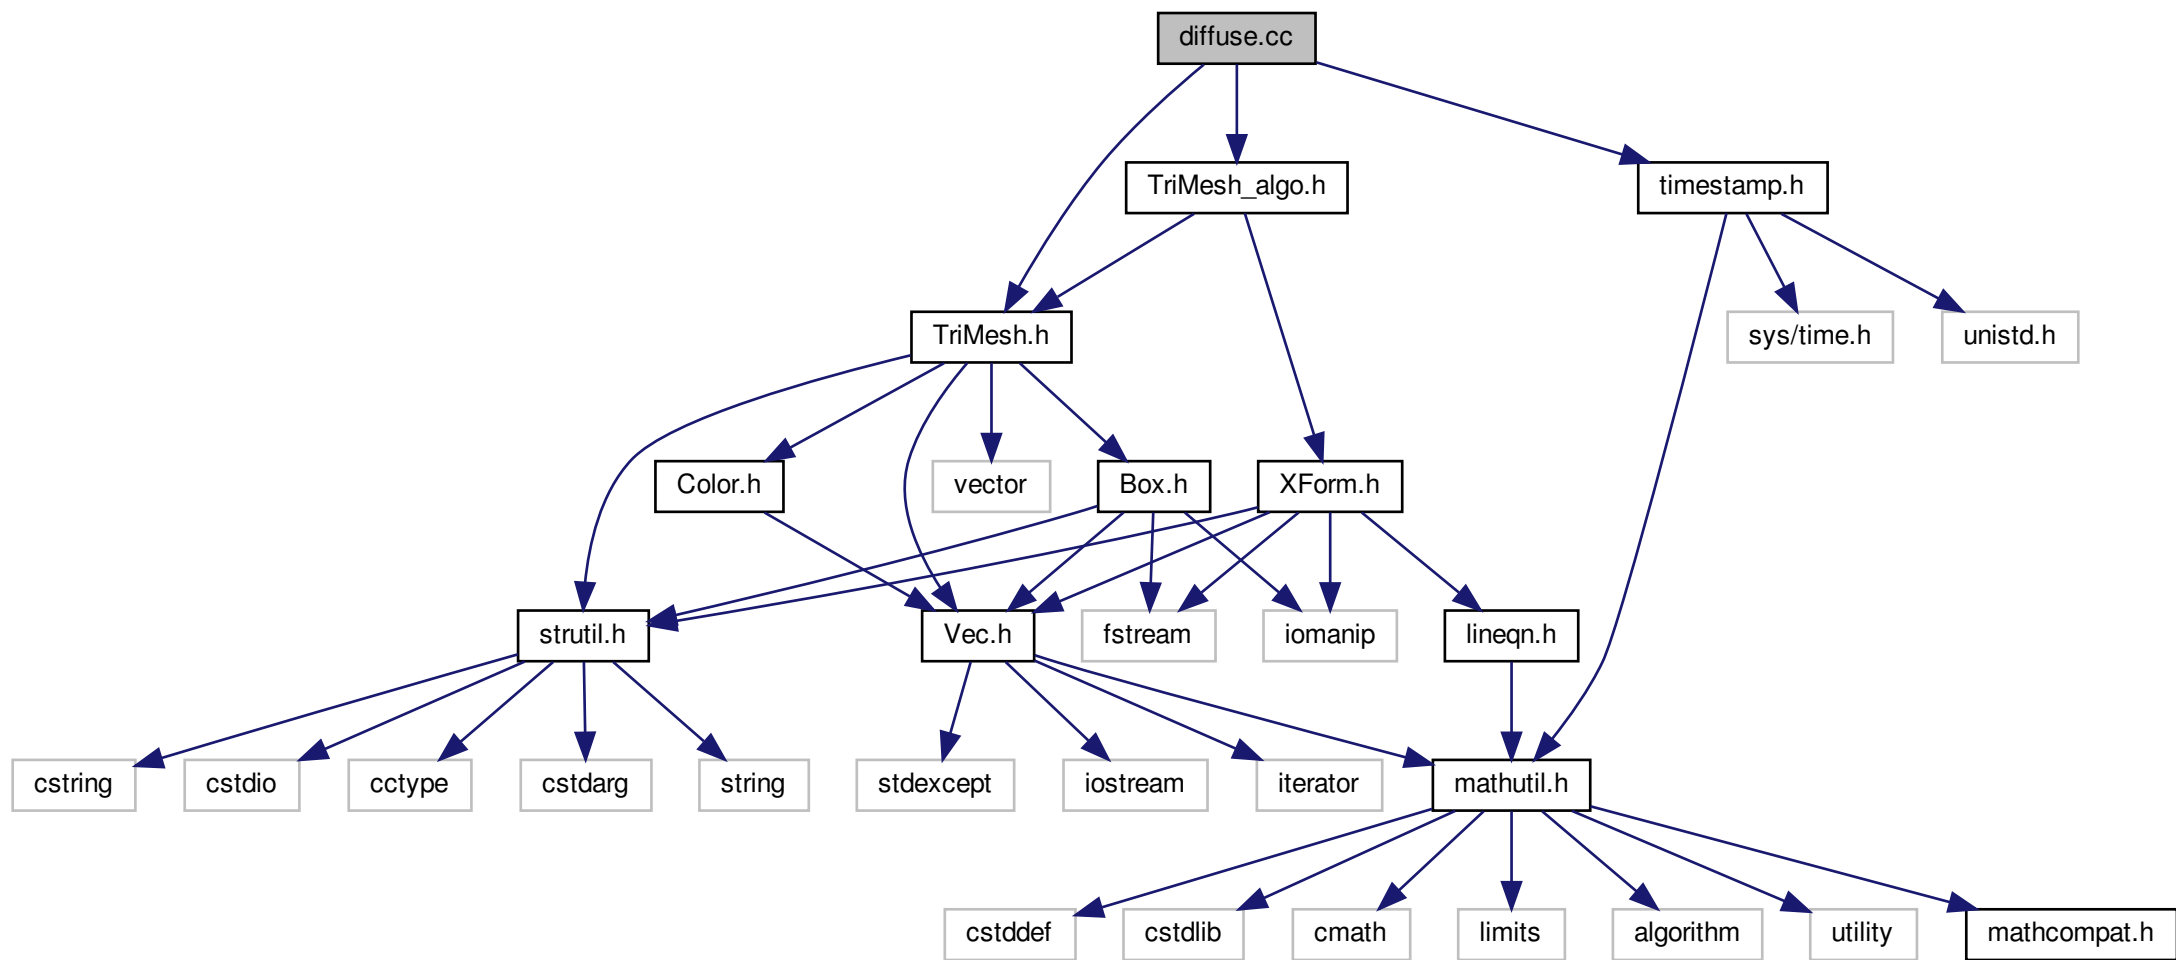 diffuse.cc
TriMesh_algo.h
timestamp.h
TriMesh.h
sys/time.h
unistd.h
Color.h
vector
Box.h
XForm.h
strutil.h
Vec.h
fstream
iomanip
lineqn.h
cstring
cstdio
cctype
cstdarg
string
stdexcept
iostream
iterator
mathutil.h
cstddef
cstdlib
cmath
limits
algorithm
utility
mathcompat.h